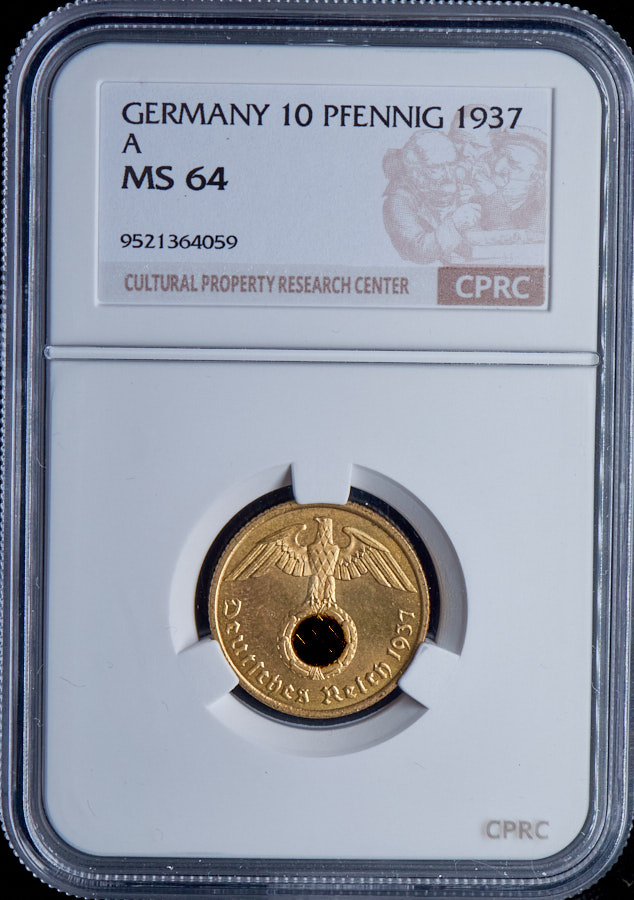 GERMANY 10 PFENNIG 1937
A
MS 64
9521364059
CULTURAL PROPERTY RESEARCH CENTER CPRC
Deutsches Reich 1937
CPRC